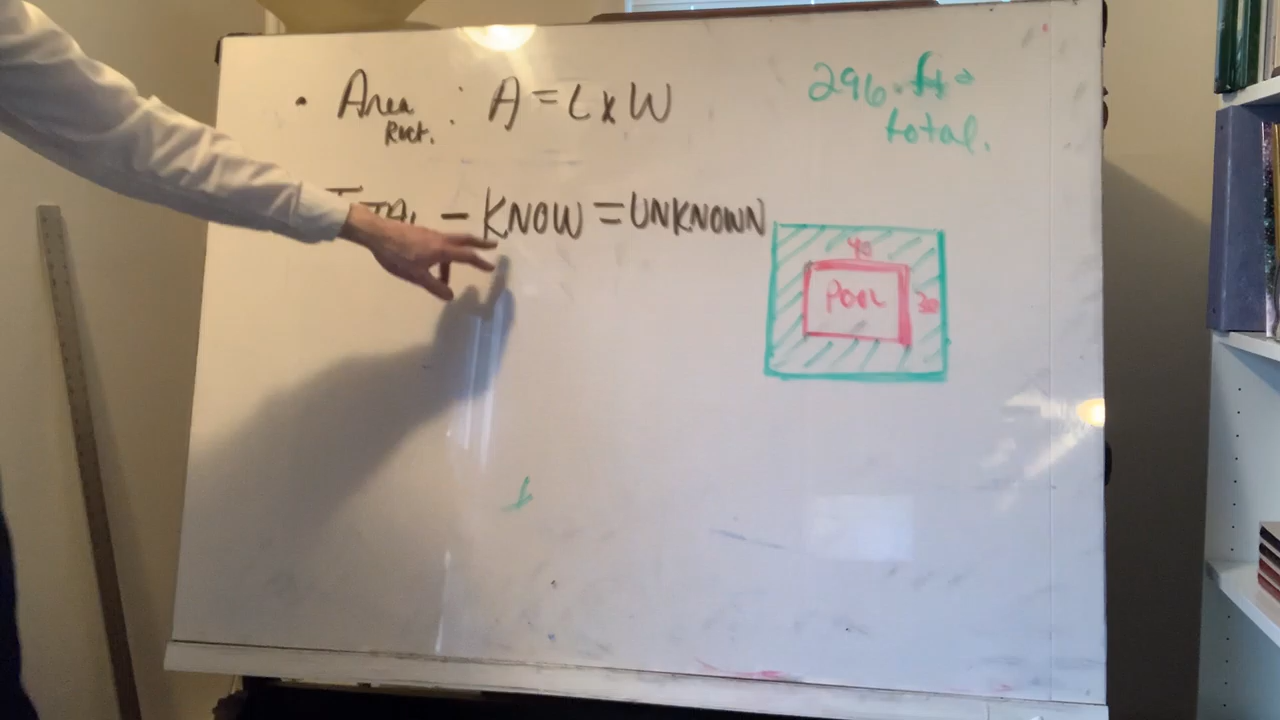 • Area Rect. : A = L x W
296. ft²
total.
- KNOW = UNKNOWN
40
POOL
30